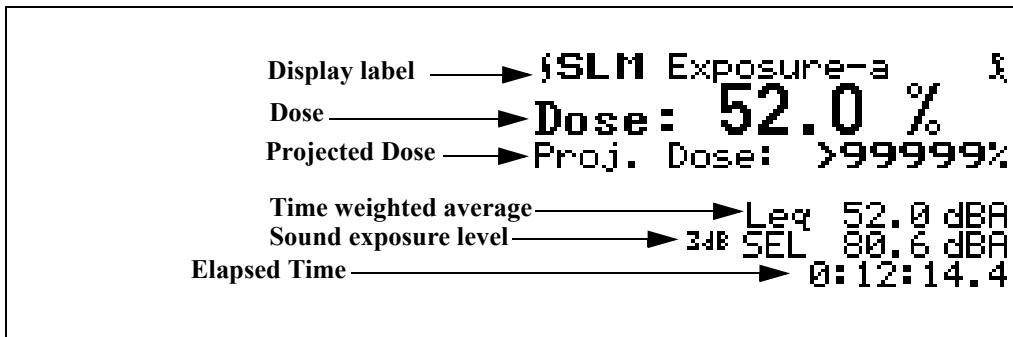 Display label ∫SLM Exposure-a
Dose Dose: 52.0 %
Projected Dose Proj. Dose: >99999%
Time weighted average Leq 52.0 dBA
Sound exposure level 3dB SEL 80.6 dBA
Elapsed Time 0:12:14.4